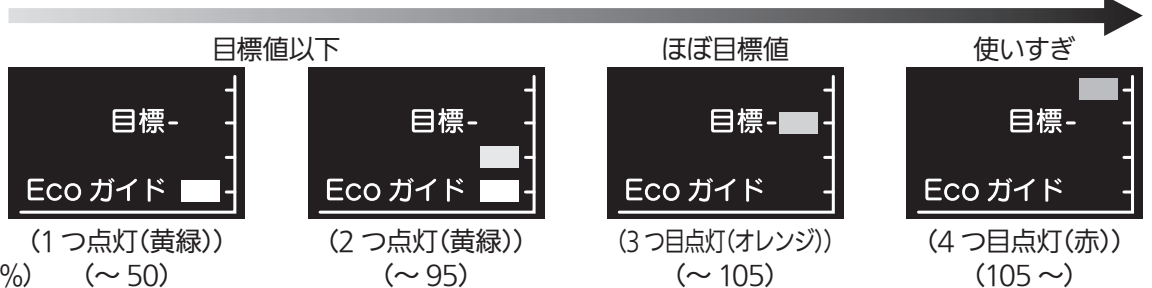 目標値以下 ほぼ目標値 使いすぎ
目標- 目標- 目標- 目標-
Eco ガイド Eco ガイド Eco ガイド Eco ガイド
(1 つ点灯(黄緑)) (2 つ点灯(黄緑)) (3 つ目点灯(オレンジ)) (4 つ目点灯(赤))
%) (〜 50) (〜 95) (〜 105) (105 〜)